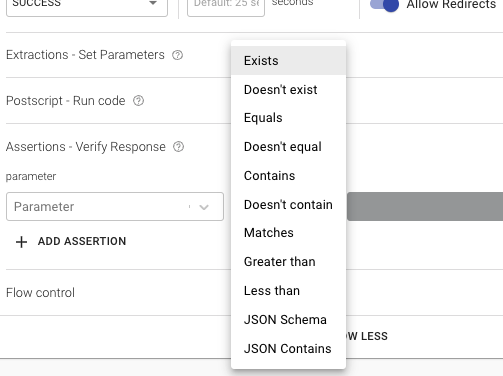 SUCCESS
Default: 25 se
seconds
Allow Redirects
Extractions - Set Parameters
Postscript - Run code
Assertions - Verify Response
parameter
Parameter
+ ADD ASSERTION
Flow control
Exists
Doesn't exist
Equals
Doesn't equal
Contains
Doesn't contain
Matches
Greater than
Less than
JSON Schema
JSON Contains
OW LESS